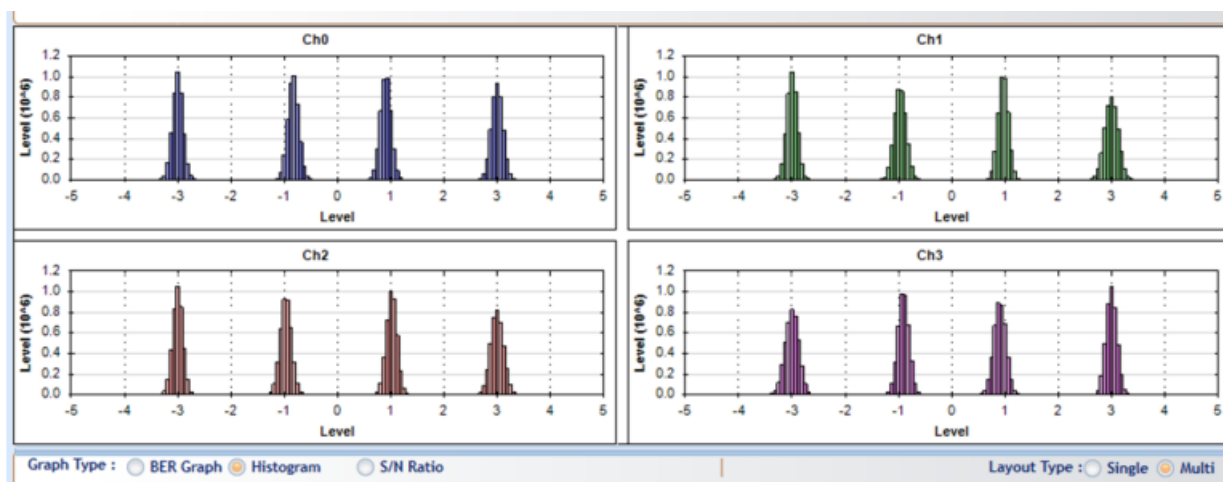 Ch0
Level (10^6)
1.2
1.0
0.8
0.6
0.4
0.2
0.0
-5 -4 -3 -2 -1 0 1 2 3 4 5
Level
Ch1
Level (10^6)
1.2
1.0
0.8
0.6
0.4
0.2
0.0
-5 -4 -3 -2 -1 0 1 2 3 4 5
Level
Ch2
Level (10^6)
1.2
1.0
0.8
0.6
0.4
0.2
0.0
-5 -4 -3 -2 -1 0 1 2 3 4 5
Level
Ch3
Level (10^6)
1.2
1.0
0.8
0.6
0.4
0.2
0.0
-5 -4 -3 -2 -1 0 1 2 3 4 5
Level
Graph Type : BER Graph Histogram S/N Ratio
Layout Type : Single Multi